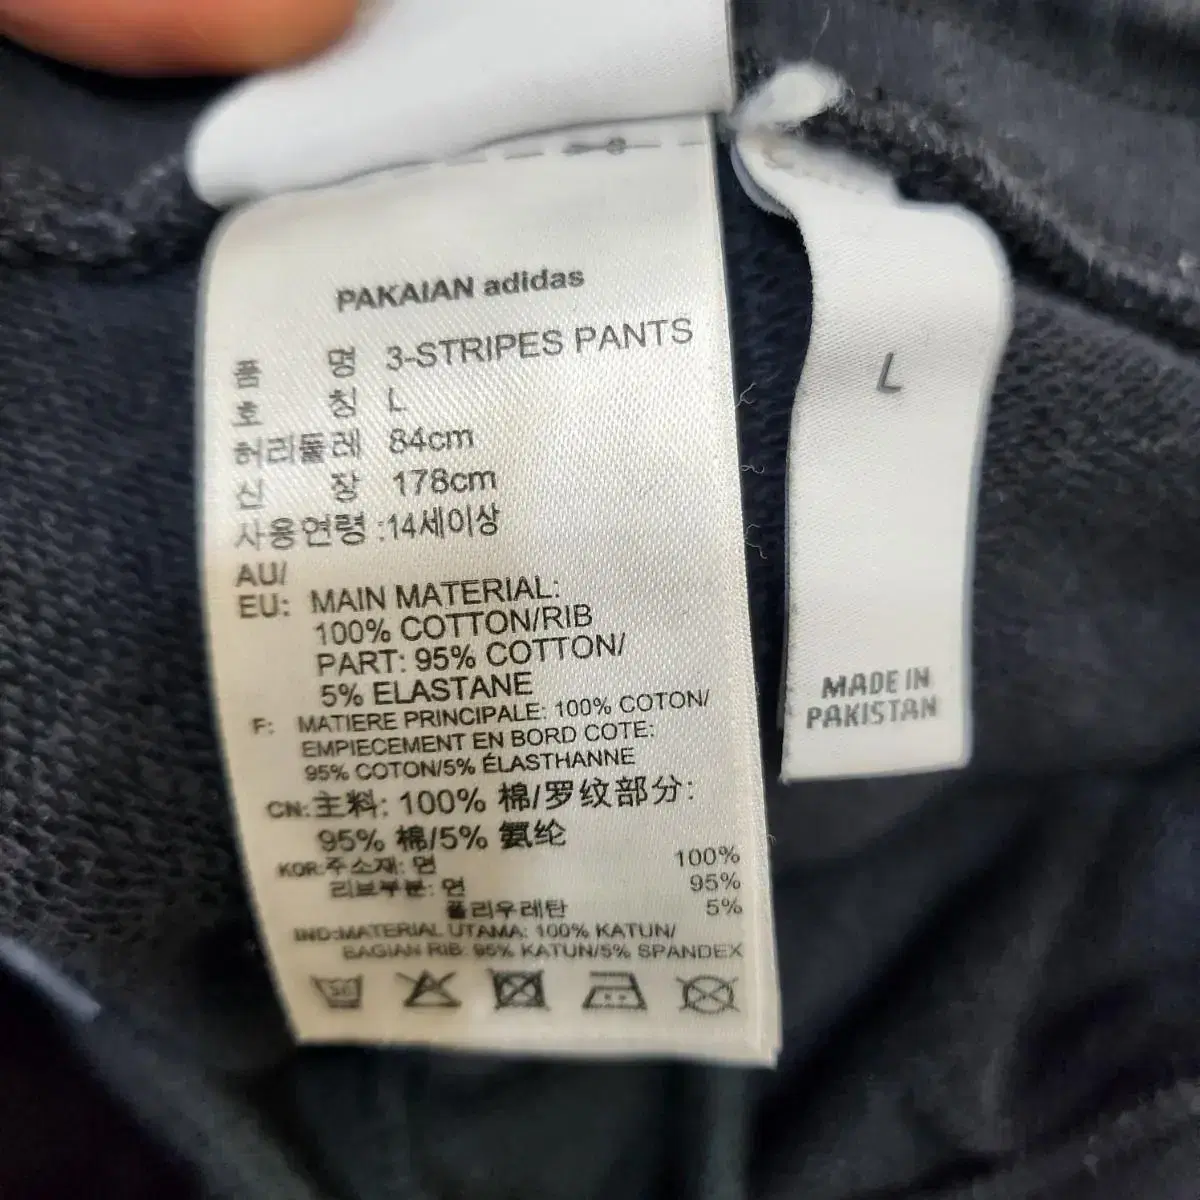 PAKAIAN adidas
품 명 3-STRIPES PANTS
호 칭 L
허리둘레 84cm
신 장 178cm
사용연령 :14세이상
AU/
EU: MAIN MATERIAL:
100% COTTON/RIB
PART: 95% COTTON/
5% ELASTANE
F: MATIERE PRINCIPALE: 100% COTON/
EMPIECEMENT EN BORD COTE:
95% COTON/5% ÉLASTHANNE
CN:主料: 100% 棉/罗纹部分:
95% 棉/5% 氨纶
KOR:주소재: 면 100%
리브부분: 면 95%
폴리우레탄 5%
IND:MATERIAL UTAMA: 100% KATUN/
BAGIAN RIB: 95% KATUN/5% SPANDEX
L
MADE IN
PAKISTAN